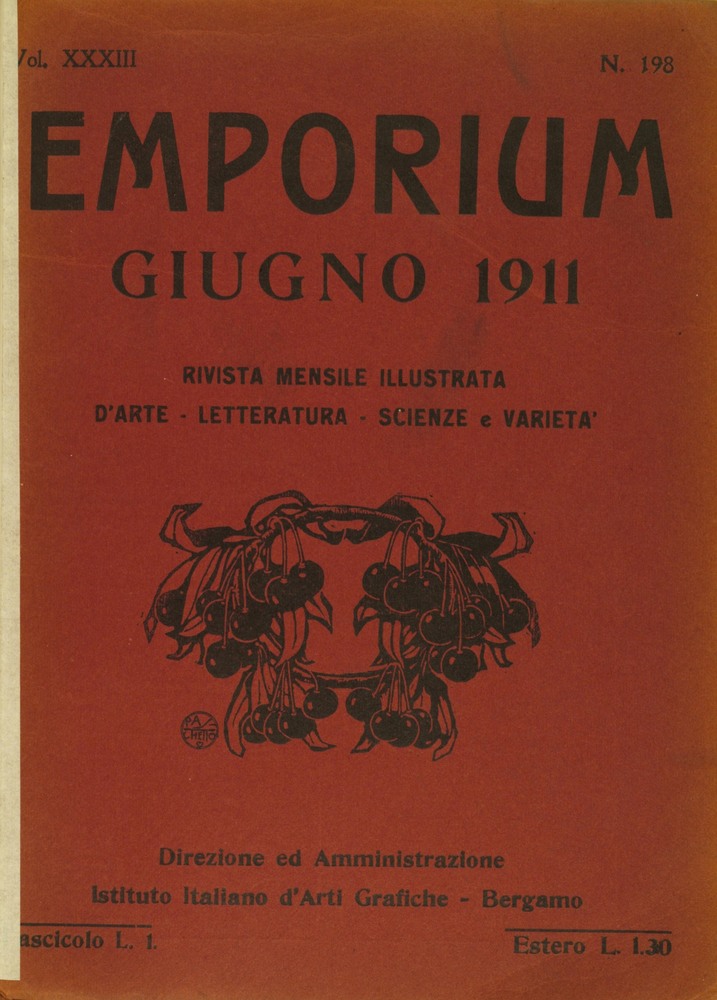 Vol. XXXIII
N. 198
EMPORIUM
GIUGNO 1911
RIVISTA MENSILE ILLUSTRATA
D'ARTE - LETTERATURA - SCIENZE e VARIETA'
PA
Direzione ed Amministrazione
Istituto Italiano d'Arti Grafiche - Bergamo
ascicolo L. 1.
Estero L. 1.30